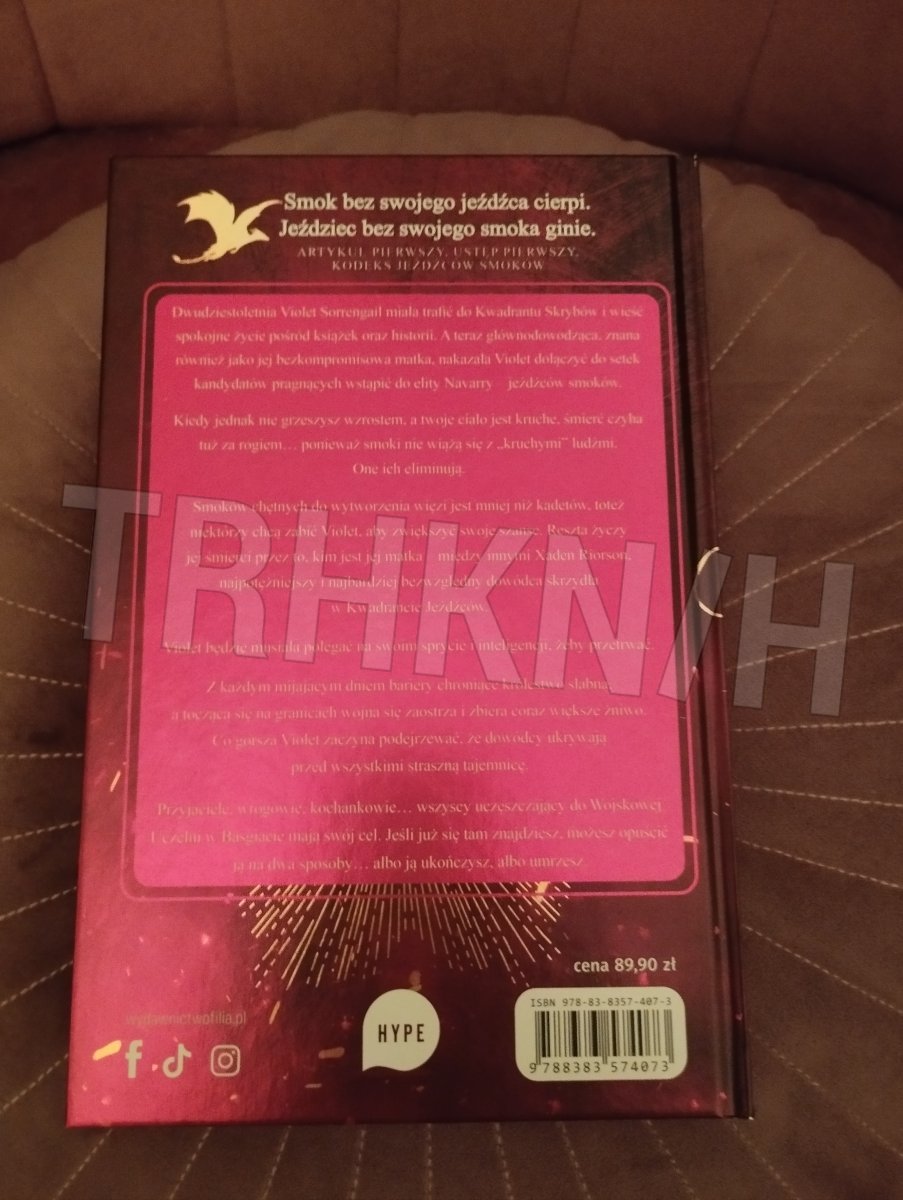 Smok bez swojego jeźdźca cierpi.
Jeździec bez swojego smoka ginie.
ARTYKUŁ PIERWSZY, USTĘP PIERWSZY,
KODEKS JEŹDŹCÓW SMOKÓW
Dwudziestoletnia Violet Sorrengail miała trafić do Kwadrantu Skrybów i wieść
spokojne życie pośród książek oraz historii. A teraz głównodowodząca, znana
również jako jej bezkompromisowa matka, nakazała Violet dołączyć do setek
kandydatów pragnących wstąpić do elity Navarry – jeźdźców smoków.
Kiedy jednak nie grzeszysz wzrostem, a twoje ciało jest kruche, śmierć czyha
tuż za rogiem… ponieważ smoki nie wiążą się z „kruchymi” ludźmi.
One ich eliminują.
Smoków chętnych do wytworzenia więzi jest mniej niż kadetów, toteż
niektórzy chcą zabić Violet, aby zwiększyć swoje szanse. Reszta życzy
jej śmierci przez to, kim jest jej matka – między innymi Xaden Riorson,
najpotężniejszy i najbardziej bezwzględny dowódca skrzydła
w Kwadrancie Jeźdźców.
Violet będzie musiała polegać na swoim sprycie i inteligencji, żeby przetrwać.
Z każdym mijającym dniem bariery chroniące królestwo słabną,
a tocząca się na granicach wojna się zaostrza i zbiera coraz większe żniwo.
Co gorsza Violet zaczyna podejrzewać, że dowódcy ukrywają
przed wszystkimi straszną tajemnicę.
Przyjaciele, wrogowie, kochankowie… wszyscy uczęszczający do Wojskowej
Uczelni w Basgiacie mają swój cel. Jeśli już się tam znajdziesz, możesz opuścić
ją na dwa sposoby… albo ją ukończysz, albo umrzesz.
TRHKN/H
cena 89,90 zł
ISBN 978-83-8357-407-3
9 788383 574073
wydawnictwofilia.pl
HYPE